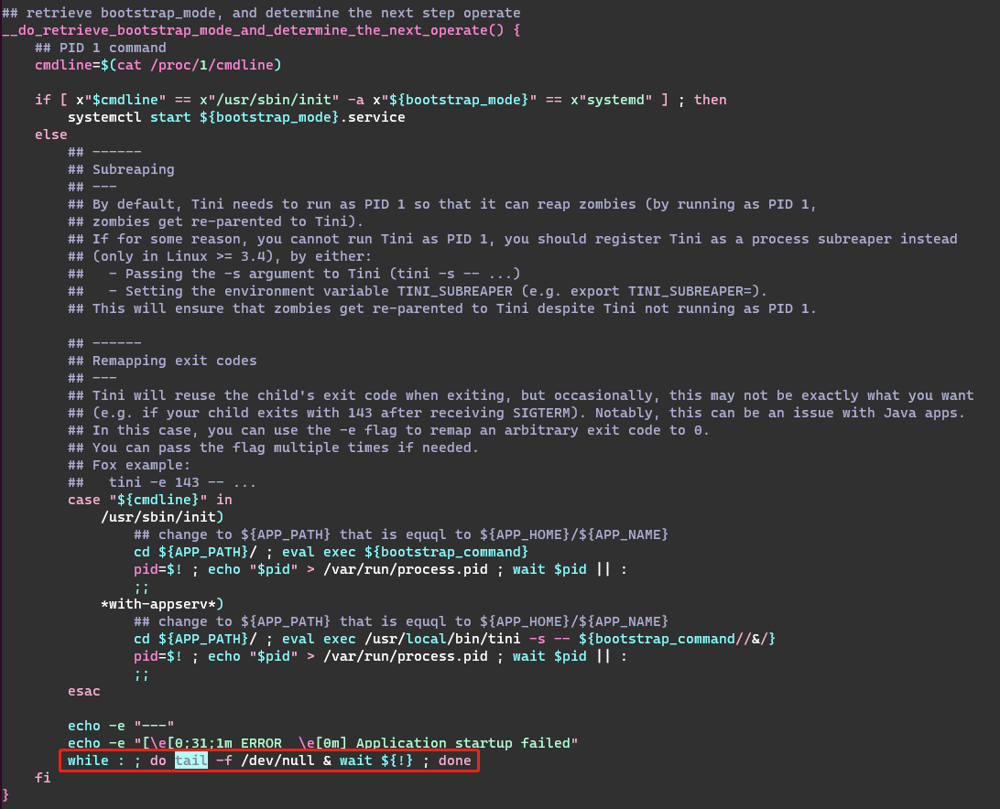 ## retrieve bootstrap_mode, and determine the next step operate
__do_retrieve_bootstrap_mode_and_determine_the_next_operate() {
    ## PID 1 command
    cmdline=$(cat /proc/1/cmdline)

    if [ x"$cmdline" == x"/usr/sbin/init" -a x"${bootstrap_mode}" == x"systemd" ] ; then
        systemctl start ${bootstrap_mode}.service
    else
        ## ------
        ## Subreaping
        ## ---
        ## By default, Tini needs to run as PID 1 so that it can reap zombies (by running as PID 1,
        ## zombies get re-parented to Tini).
        ## If for some reason, you cannot run Tini as PID 1, you should register Tini as a process subreaper instead
        ## (only in Linux >= 3.4), by either:
        ##   - Passing the -s argument to Tini (tini -s -- ...)
        ##   - Setting the environment variable TINI_SUBREAPER (e.g. export TINI_SUBREAPER=).
        ## This will ensure that zombies get re-parented to Tini despite Tini not running as PID 1.

        ## ------
        ## Remapping exit codes
        ## ---
        ## Tini will reuse the child's exit code when exiting, but occasionally, this may not be exactly what you want
        ## (e.g. if your child exits with 143 after receiving SIGTERM). Notably, this can be an issue with Java apps.
        ## In this case, you can use the -e flag to remap an arbitrary exit code to 0.
        ## You can pass the flag multiple times if needed.
        ## Fox example:
        ##   tini -e 143 -- ...
        case "${cmdline}" in
            /usr/sbin/init)
                ## change to ${APP_PATH} that is equql to ${APP_HOME}/${APP_NAME}
                cd ${APP_PATH}/ ; eval exec ${bootstrap_command}
                pid=$! ; echo "$pid" > /var/run/process.pid ; wait $pid || :
                ;;
            *with-appserv*)
                ## change to ${APP_PATH} that is equql to ${APP_HOME}/${APP_NAME}
                cd ${APP_PATH}/ ; eval exec /usr/local/bin/tini -s -- ${bootstrap_command//&/}
                pid=$! ; echo "$pid" > /var/run/process.pid ; wait $pid || :
                ;;
        esac

        echo -e "---"
        echo -e "[\e[0;31;1m ERROR  \e[0m] Application startup failed"
        while : ; do tail -f /dev/null & wait ${!} ; done
    fi
}